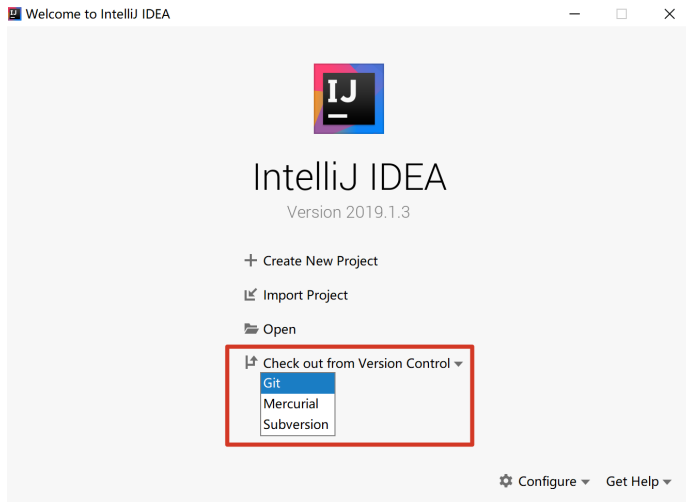 Welcome to IntelliJ IDEA
IJ
IntelliJ IDEA
Version 2019.1.3
Create New Project
Import Project
Open
Check out from Version Control
Git
Mercurial
Subversion
Configure Get Help